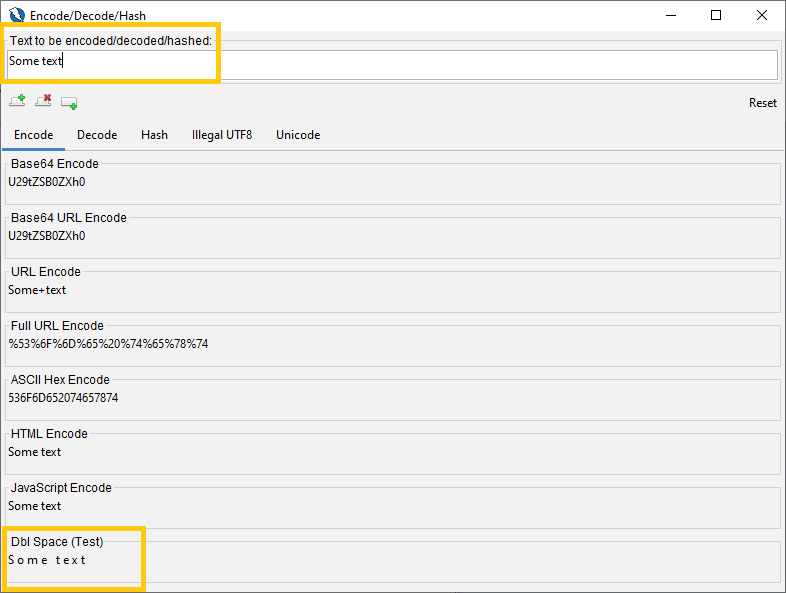 Encode/Decode/Hash
Text to be encoded/decoded/hashed:
Some text
Reset
Encode Decode Hash Illegal UTF8 Unicode
Base64 Encode
U29tZSB0ZXh0
Base64 URL Encode
U29tZSB0ZXh0
URL Encode
Some+text
Full URL Encode
%53%6F%6D%65%20%74%65%78%74
ASCII Hex Encode
536F6D652074657874
HTML Encode
Some text
JavaScript Encode
Some text
Dbl Space (Test)
S o m e   t e x t